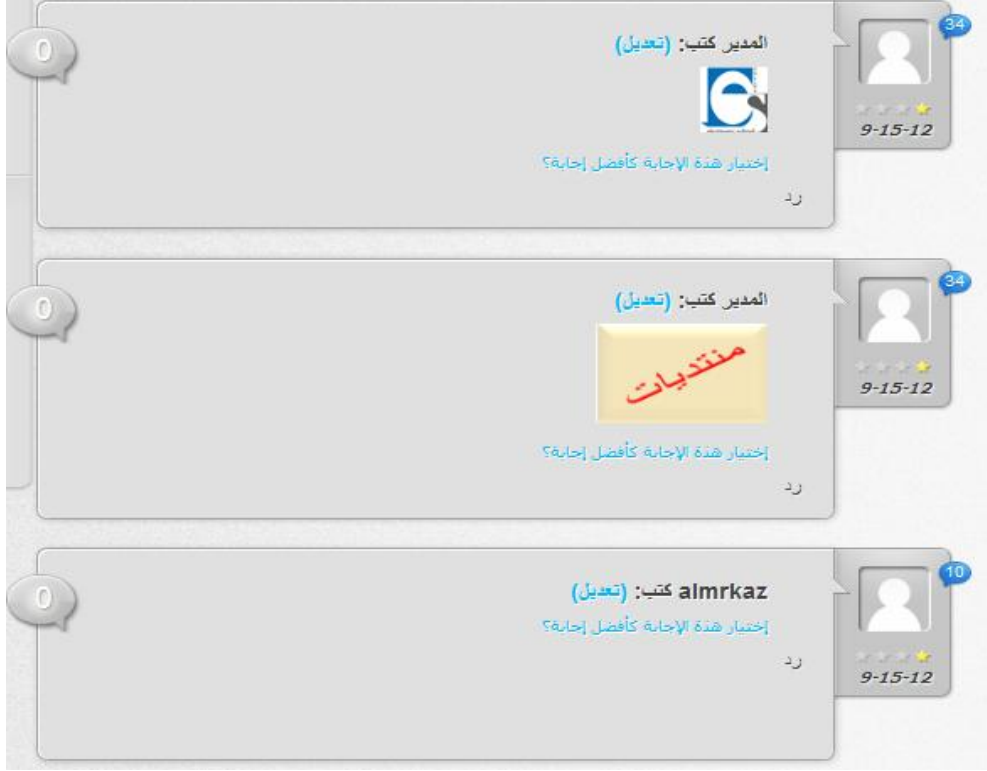 34
0
المدير كتب: (تعديل)
es
9-15-12
إختيار هذة الإجابة كأفضل إجابة؟
رد
34
0
المدير كتب: (تعديل)
منتديات
9-15-12
إختيار هذة الإجابة كأفضل إجابة؟
رد
10
0
almrkaz كتب: (تعديل)
إختيار هذة الإجابة كأفضل إجابة؟
رد
9-15-12